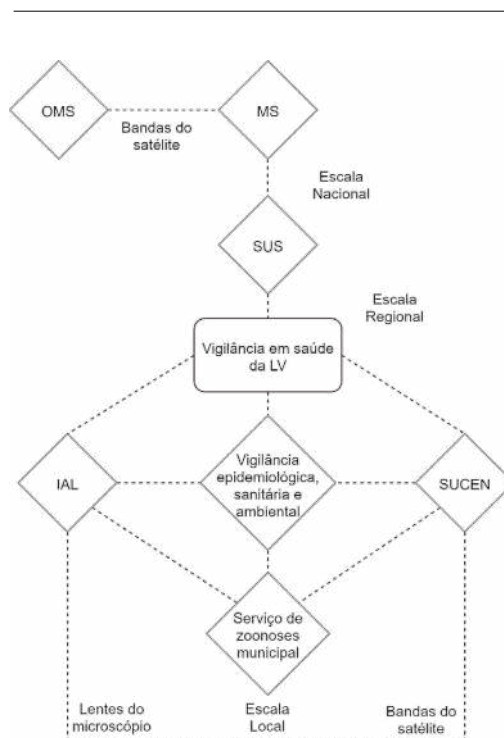 OMS
MS
Bandas do
satélite
Escala
Nacional
SUS
Escala
Regional
Vigilância em saúde
da LV
IAL
Vigilância
epidemiológica,
sanitária e
ambiental
SUCEN
Serviço de
zoonoses
municipal
Lentes do
microscópio
Escala
Local
Bandas do
satélite